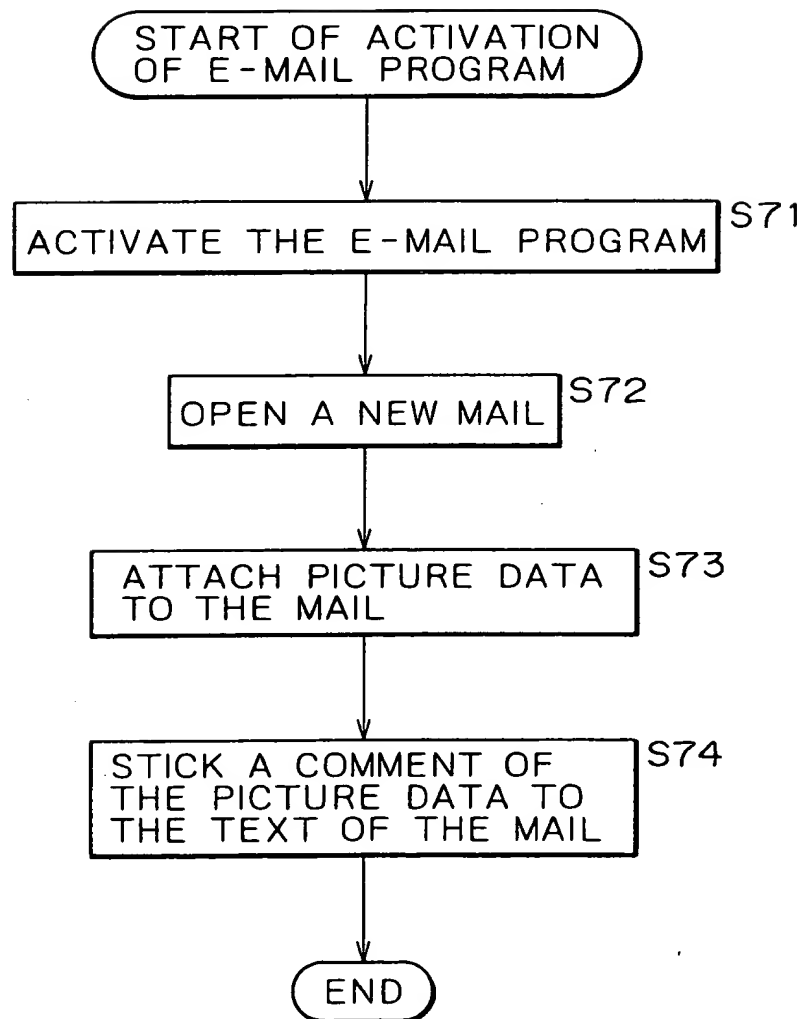 START OF ACTIVATION
OF E-MAIL PROGRAM
S71
ACTIVATE THE E-MAIL PROGRAM
S72
OPEN A NEW MAIL
S73
ATTACH PICTURE DATA
TO THE MAIL
S74
STICK A COMMENT OF
THE PICTURE DATA TO
THE TEXT OF THE MAIL
END